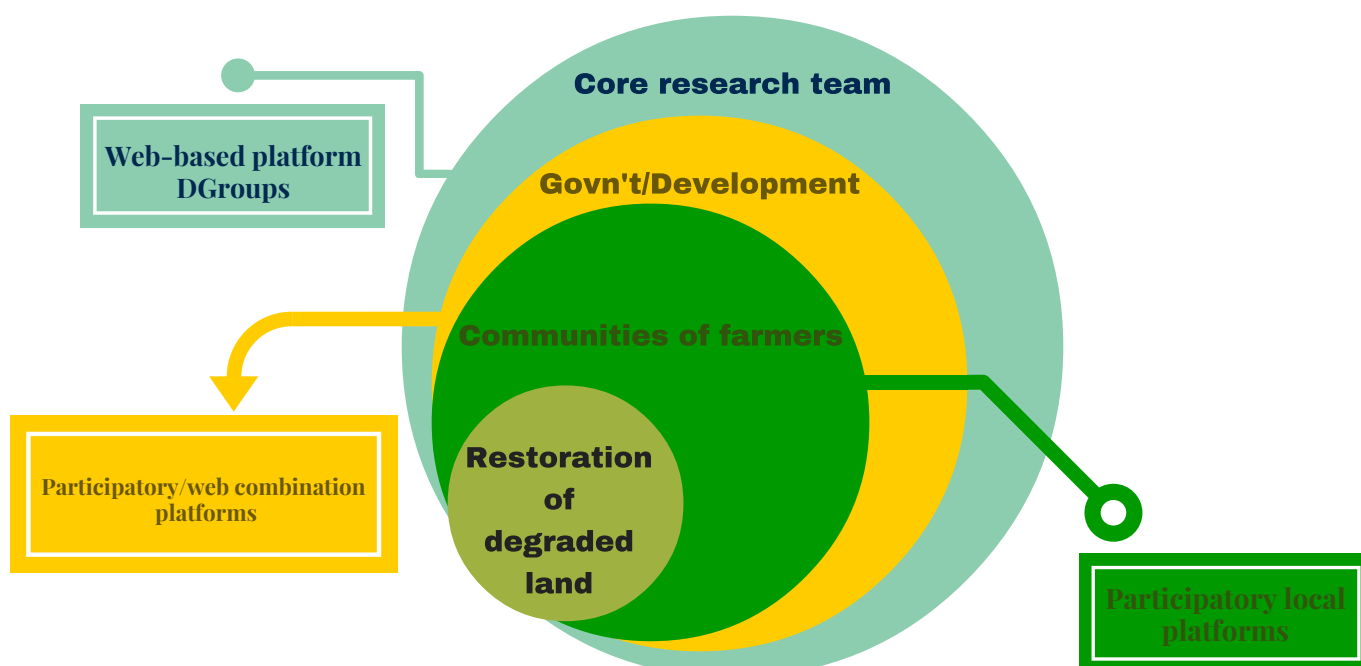 Core research team
Web-based platform
DGroups
Govn't/Development
Communities of farmers
Restoration
of
degraded
land
Participatory/web combination
platforms
Participatory local
platforms